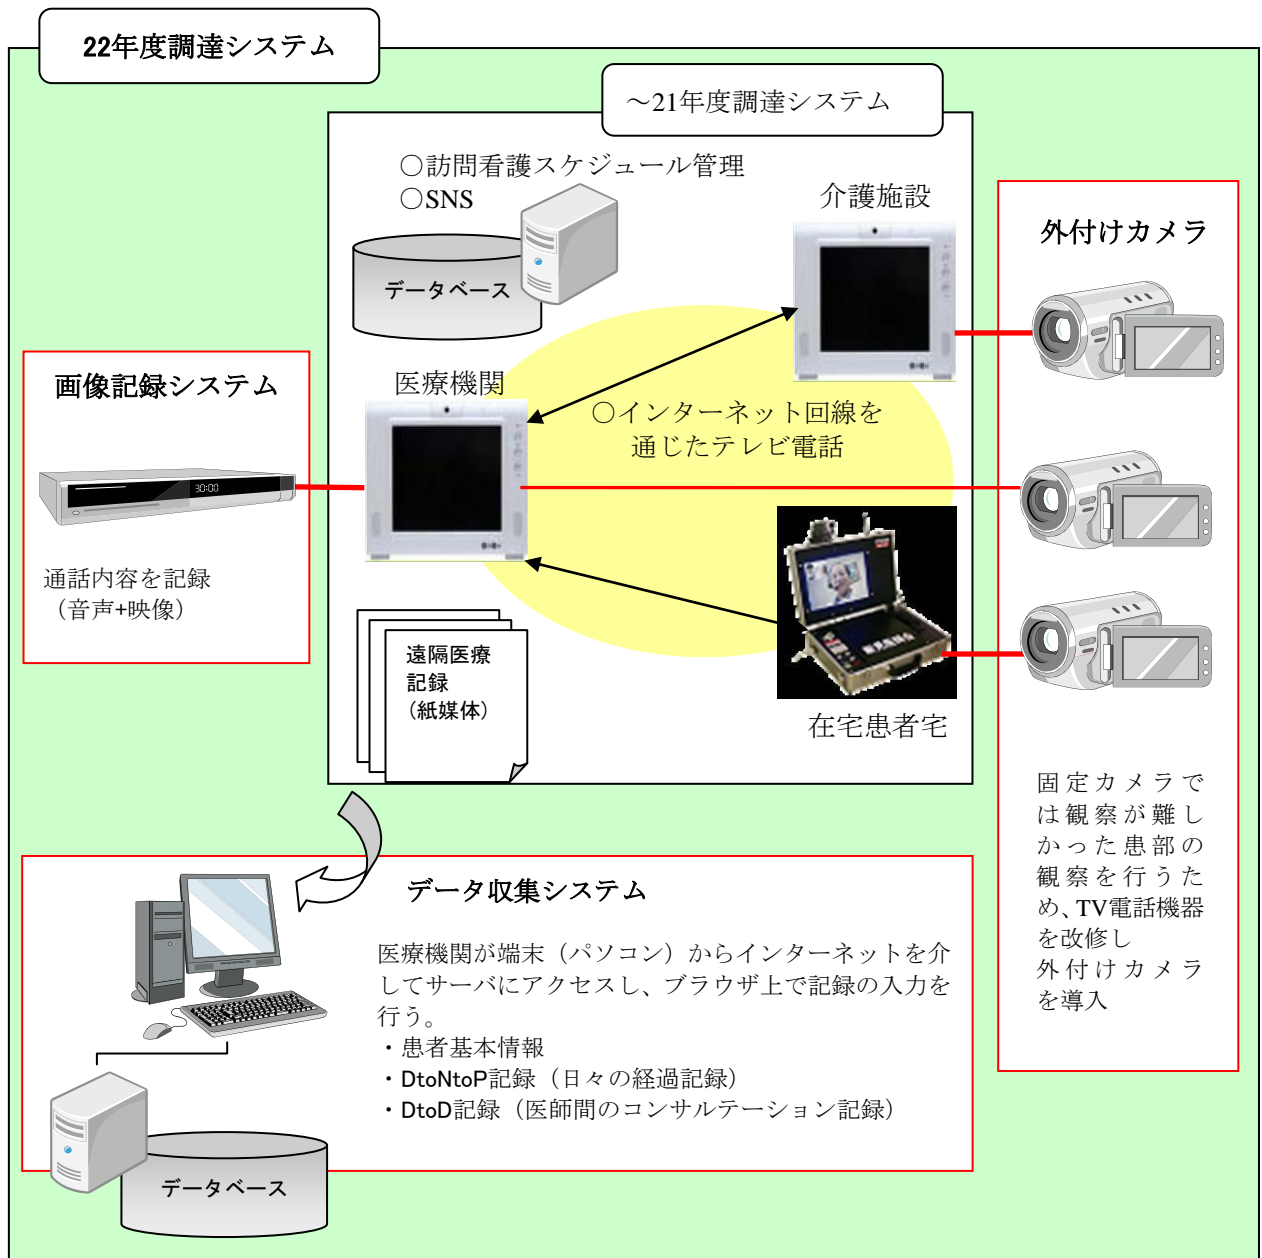 22年度調達システム
～21年度調達システム
○訪問看護スケジュール管理
○SNS
データベース
介護施設
医療機関
○インターネット回線を
通じたテレビ電話
在宅患者宅
遠隔医療
記録
(紙媒体)
画像記録システム
30:00
通話内容を記録
（音声+映像）
外付けカメラ
固定カメラで
は観察が難し
かった患部の
観察を行うた
め、TV電話機器
を改修し
外付けカメラ
を導入
データ収集システム
医療機関が端末（パソコン）からインターネットを介
してサーバにアクセスし、ブラウザ上で記録の入力を
行う。
・患者基本情報
・DtoNtoP記録（日々の経過記録）
・DtoD記録（医師間のコンサルテーション記録）
データベース